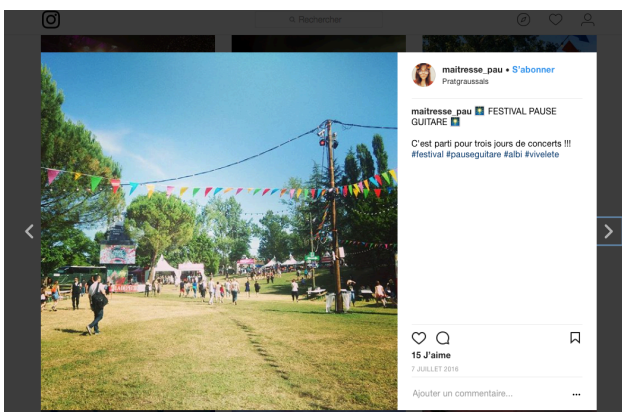 Rechercher
maitresse_pau • S'abonner
Pratgraussals
maitresse_pau 🎇 FESTIVAL PAUSE
GUITARE 🎇
C'est parti pour trois jours de concerts !!!
#festival #pauseguitare #albi #vivelete
15 J'aime
7 JUILLET 2016
Ajouter un commentaire...